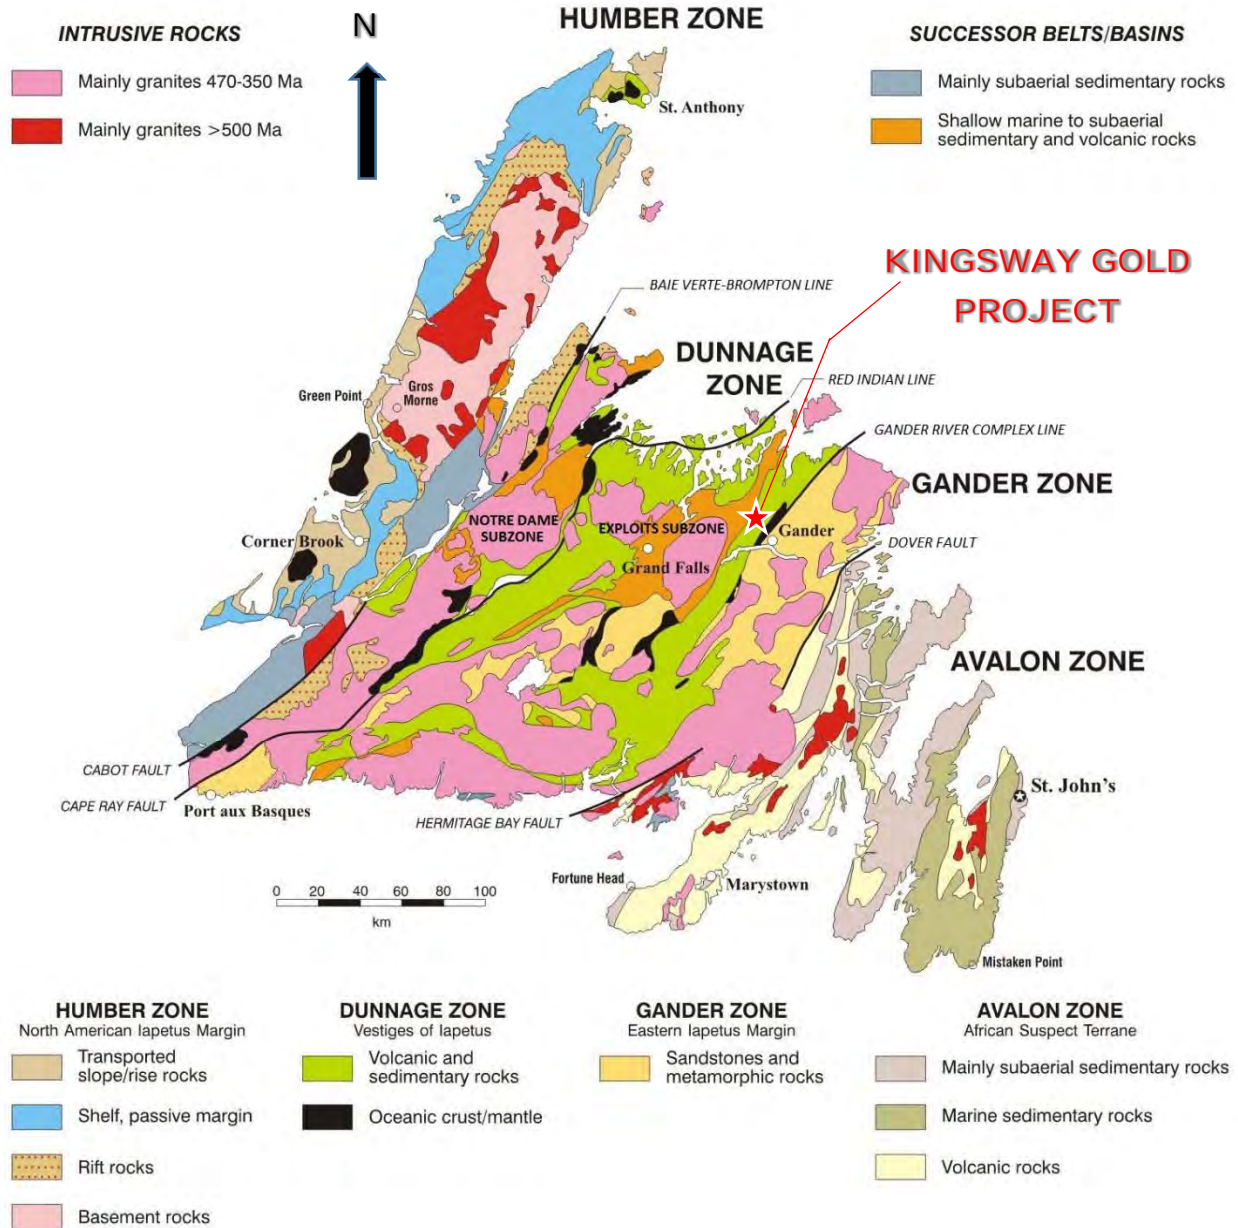 INTRUSIVE ROCKS
Mainly granites 470-350 Ma
Mainly granites >500 Ma
N
HUMBER ZONE
SUCCESSOR BELTS/BASINS
Mainly subaerial sedimentary rocks
Shallow marine to subaerial
sedimentary and volcanic rocks
St. Anthony
KINGSWAY GOLD
PROJECT
BAIE VERTE-BROMPTON LINE
DUNNAGE
ZONE
RED INDIAN LINE
Green Point
Gros
Morne
GANDER RIVER COMPLEX LINE
GANDER ZONE
NOTRE DAME
SUBZONE
EXPLOITS SUBZONE
Corner Brook
Gander
DOVER FAULT
Grand Falls
AVALON ZONE
CABOT FAULT
CAPE RAY FAULT
Port aux Basques
HERMITAGE BAY FAULT
St. John's
0 20 40 60 80 100
km
Fortune Head
Marystown
Mistaken Point
HUMBER ZONE
North American Iapetus Margin
Transported
slope/rise rocks
Shelf, passive margin
Rift rocks
Basement rocks
DUNNAGE ZONE
Vestiges of Iapetus
Volcanic and
sedimentary rocks
Oceanic crust/mantle
GANDER ZONE
Eastern Iapetus Margin
Sandstones and
metamorphic rocks
AVALON ZONE
African Suspect Terrane
Mainly subaerial sedimentary rocks
Marine sedimentary rocks
Volcanic rocks